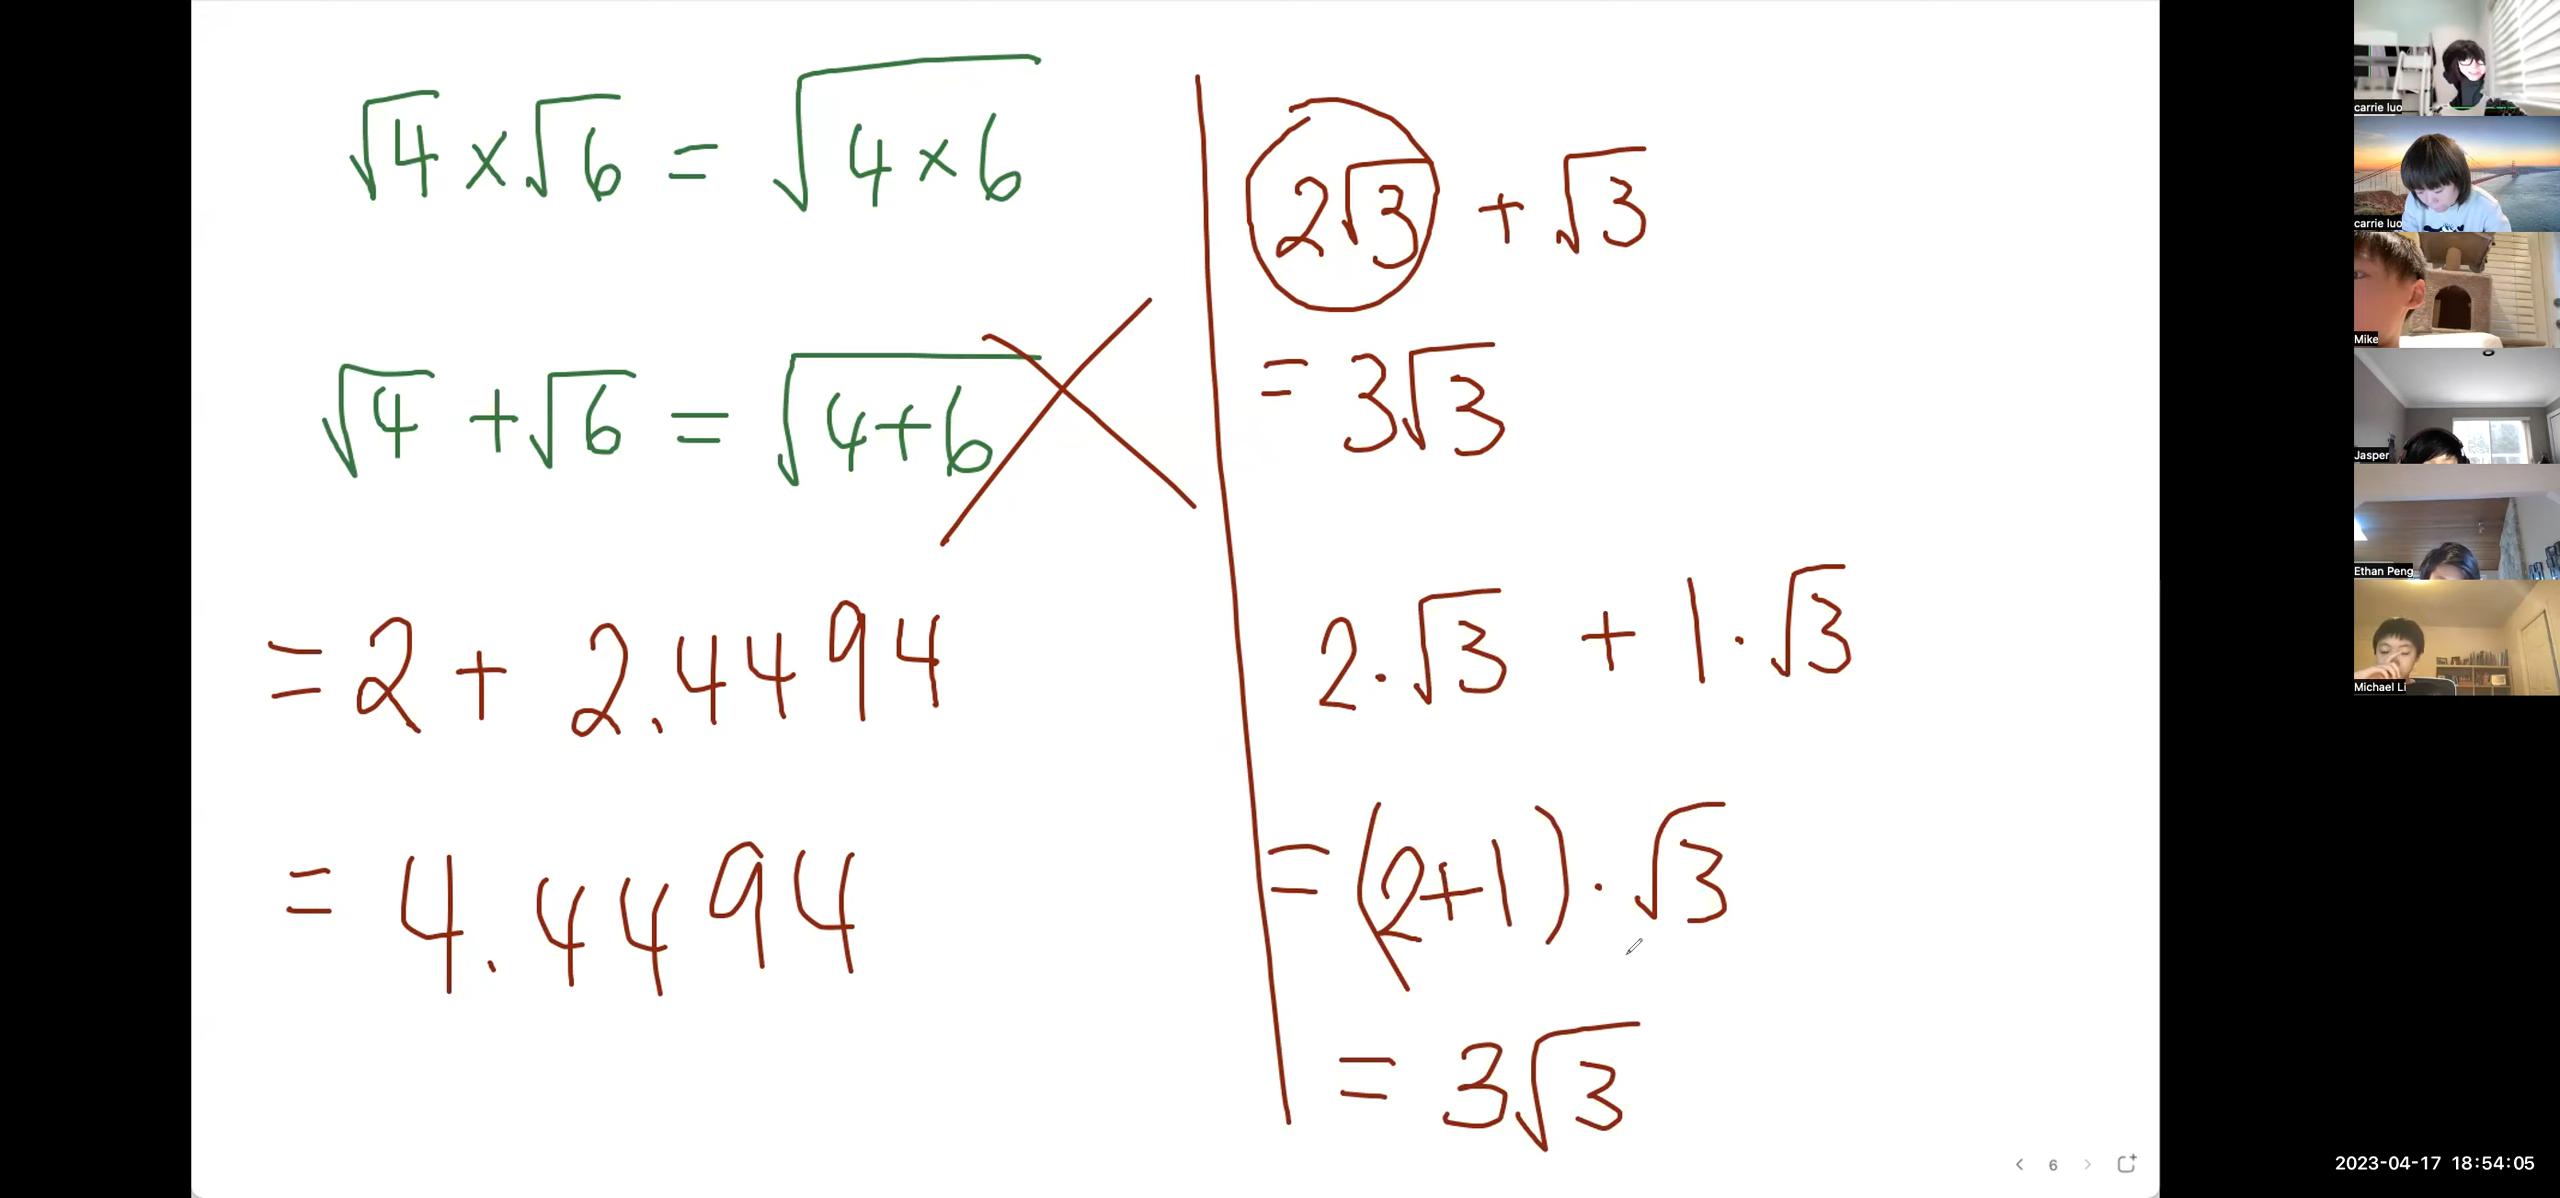 √4 × √6 = √4 × 6
√4 + √6 = √4+6
= 2 + 2.4494
= 4.4494
2√3 + √3
= 3√3
2·√3 + 1·√3
= (2+1)·√3
= 3√3
6
carrie luo
carrie luo
Mike
Jasper
Ethan Peng
Michael Li
2023-04-17 18:54:05